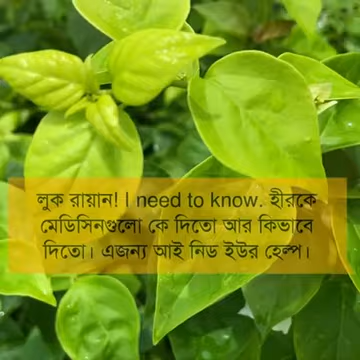 লুক রায়ান! I need to know. হীরকে
মেডিসিনগুলো কে দিতো আর কিভাবে
দিতো। এজন্য আই নিড ইউর হেল্প।